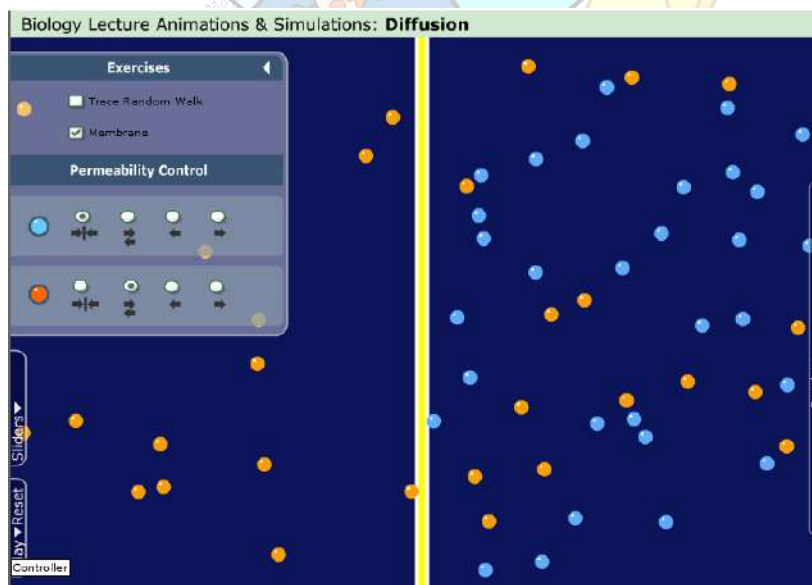 Biology Lecture Animations & Simulations: Diffusion
Exercises
Trace Random Walk
Membrane
Permeability Control
Sliders
Reset
Controller